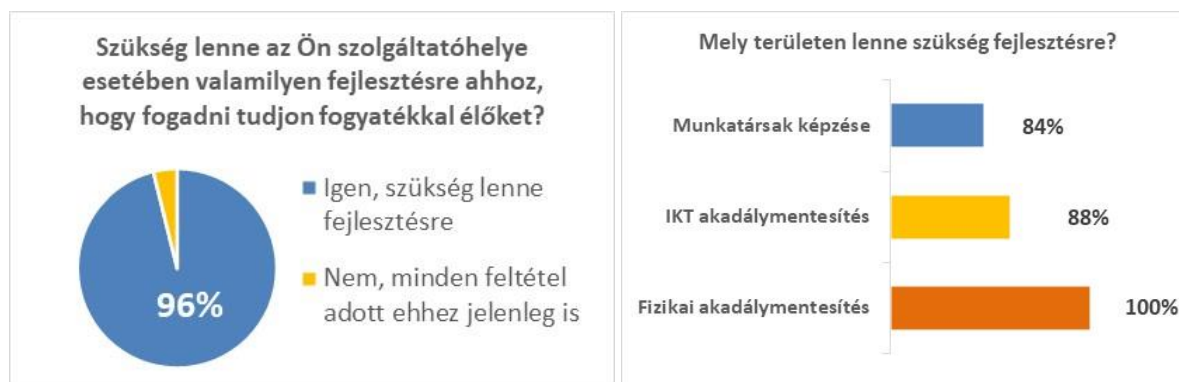 Szükség lenne az Ön szolgáltatóhelye
esetében valamilyen fejlesztésre ahhoz,
hogy fogadni tudjon fogyatékkal élőket?
96%
Igen, szükség lenne
fejlesztésre
Nem, minden feltétel
adott ehhez jelenleg is
Mely területen lenne szükség fejlesztésre?
Munkatársak képzése 84%
IKT akadálymentesítés 88%
Fizikai akadálymentesítés 100%